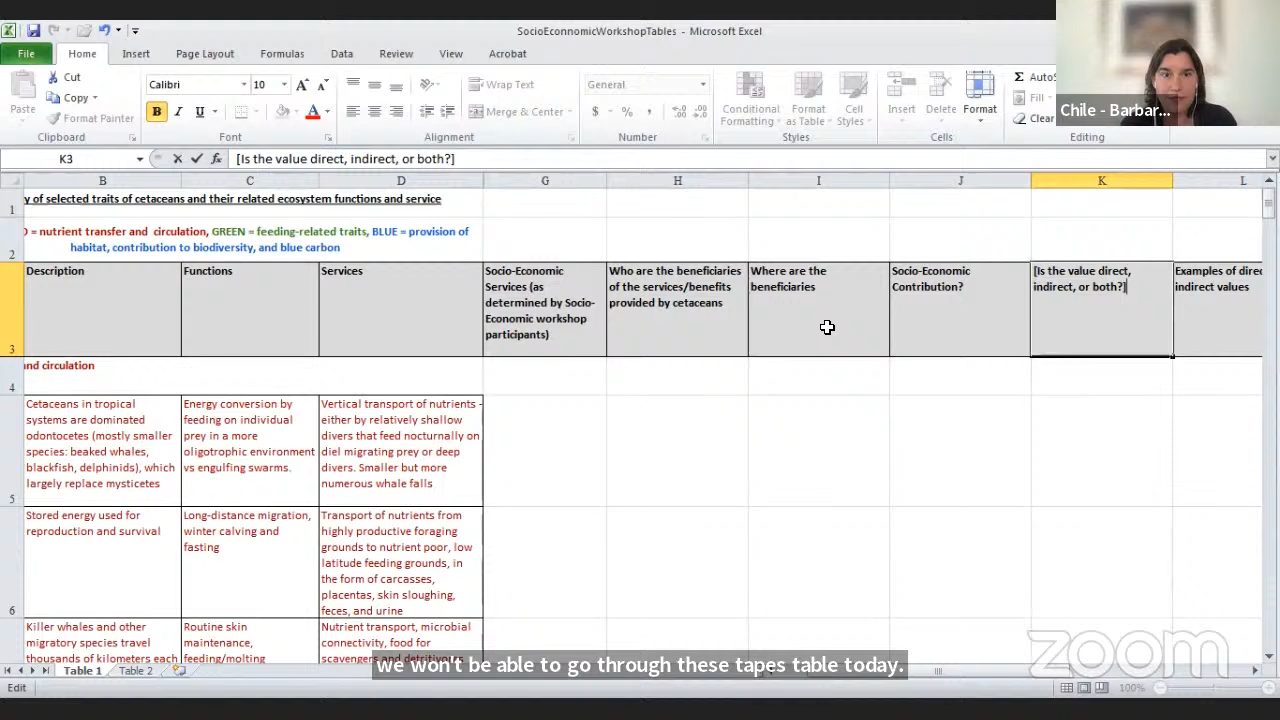 SocioEconnomicWorkshopTables - Microsoft Excel
File Home Insert Page Layout Formulas Data Review View Acrobat
Paste
Cut
Copy
Format Painter
Clipboard
Calibri 10
B I U
Font
Wrap Text
Merge & Center
Alignment
General
$ % ,
Number
Conditional Formatting
Format as Table
Cell Styles
Styles
Insert Delete Format
Cells
Fill
Editing
Chile - Barbar...
K3 fx [Is the value direct, indirect, or both?]
B C D G H I J K L
1
y of selected traits of cetaceans and their related ecosystem functions and service
2
= nutrient transfer and circulation, GREEN = feeding-related traits, BLUE = provision of
habitat, contribution to biodiversity, and blue carbon
3
Description
Functions
Services
Socio-Economic
Services (as
determined by Socio-
Economic workshop
participants)
Who are the beneficiaries
of the services/benefits
provided by cetaceans
Where are the
beneficiaries
Socio-Economic
Contribution?
[Is the value direct,
indirect, or both?]
Examples of direc
indirect values
4
nd circulation
5
Cetaceans in tropical
systems are dominated
odontocetes (mostly smaller
species: beaked whales,
blackfish, delphinids), which
largely replace mysticetes
Energy conversion by
feeding on individual
prey in a more
oligotrophic environment
vs engulfing swarms.
Vertical transport of nutrients -
either by relatively shallow
divers that feed nocturnally on
diel migrating prey or deep
divers. Smaller but more
numerous whale falls
6
Stored energy used for
reproduction and survival
Long-distance migration,
winter calving and
fasting
Transport of nutrients from
highly productive foraging
grounds to nutrient poor, low
latitude feeding grounds, in
the form of carcasses,
placentas, skin sloughing,
feces, and urine
Killer whales and other
migratory species travel
thousands of kilometers each
Routine skin
maintenance,
feeding/molting
Nutrient transport, microbial
connectivity, food for
scavengers and detritivores
we won't be able to go through these tapes table today.
Table 1 Table 2
Edit
100%
zoom